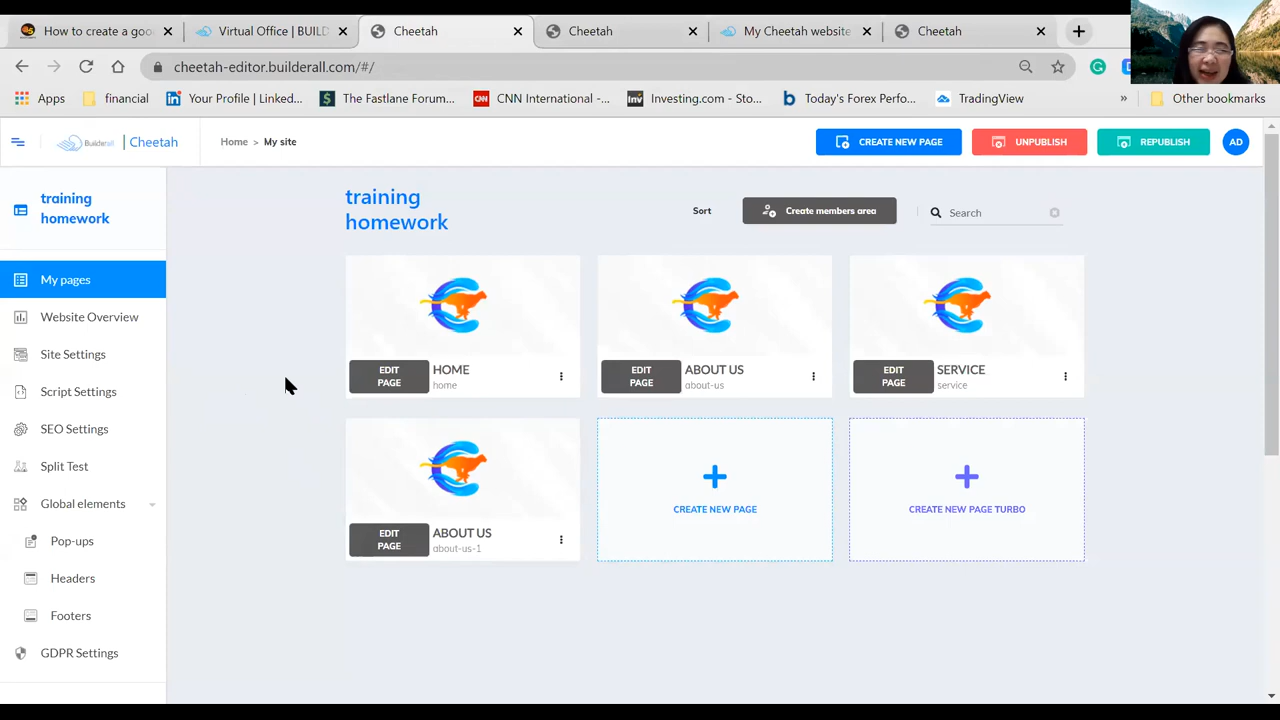 How to create a goo
Virtual Office | BUILD
Cheetah
Cheetah
My Cheetah website
Cheetah
cheetah-editor.builderall.com/#/
Apps
financial
Your Profile | Linked...
The Fastlane Forum...
CNN International -...
Investing.com - Sto...
Today's Forex Perfo...
TradingView
»
Other bookmarks
Builderall | Cheetah
Home > My site
CREATE NEW PAGE
UNPUBLISH
REPUBLISH
AD
training
homework
My pages
Website Overview
Site Settings
Script Settings
SEO Settings
Split Test
Global elements
Pop-ups
Headers
Footers
GDPR Settings
training
homework
Sort
Create members area
Search
EDIT
PAGE
HOME
home
EDIT
PAGE
ABOUT US
about-us
EDIT
PAGE
SERVICE
service
EDIT
PAGE
ABOUT US
about-us-1
CREATE NEW PAGE
CREATE NEW PAGE TURBO